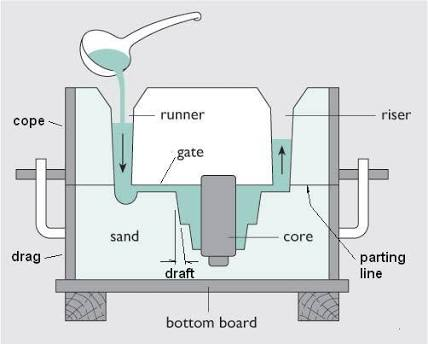 runner
riser
cope
gate
sand
core
drag
draft
parting
line
bottom board